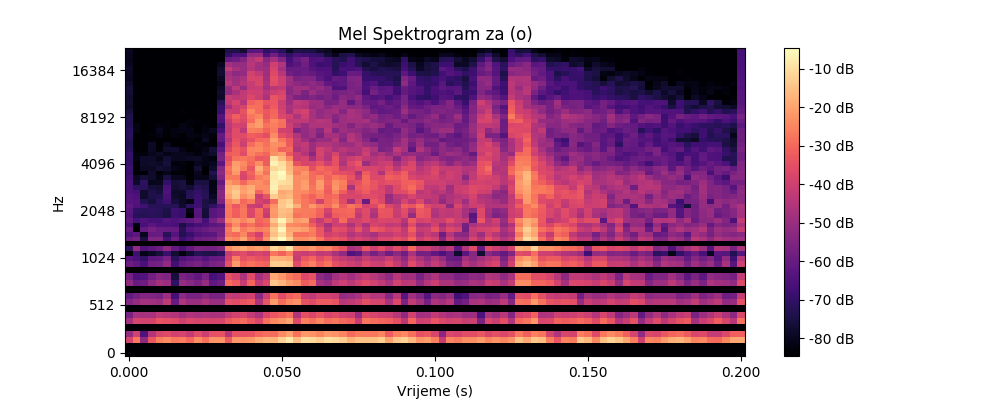 Mel Spektrogram za (o)
Hz
16384
8192
4096
2048
1024
512
0
0.000 0.050 0.100 0.150 0.200
Vrijeme (s)
-10 dB
-20 dB
-30 dB
-40 dB
-50 dB
-60 dB
-70 dB
-80 dB